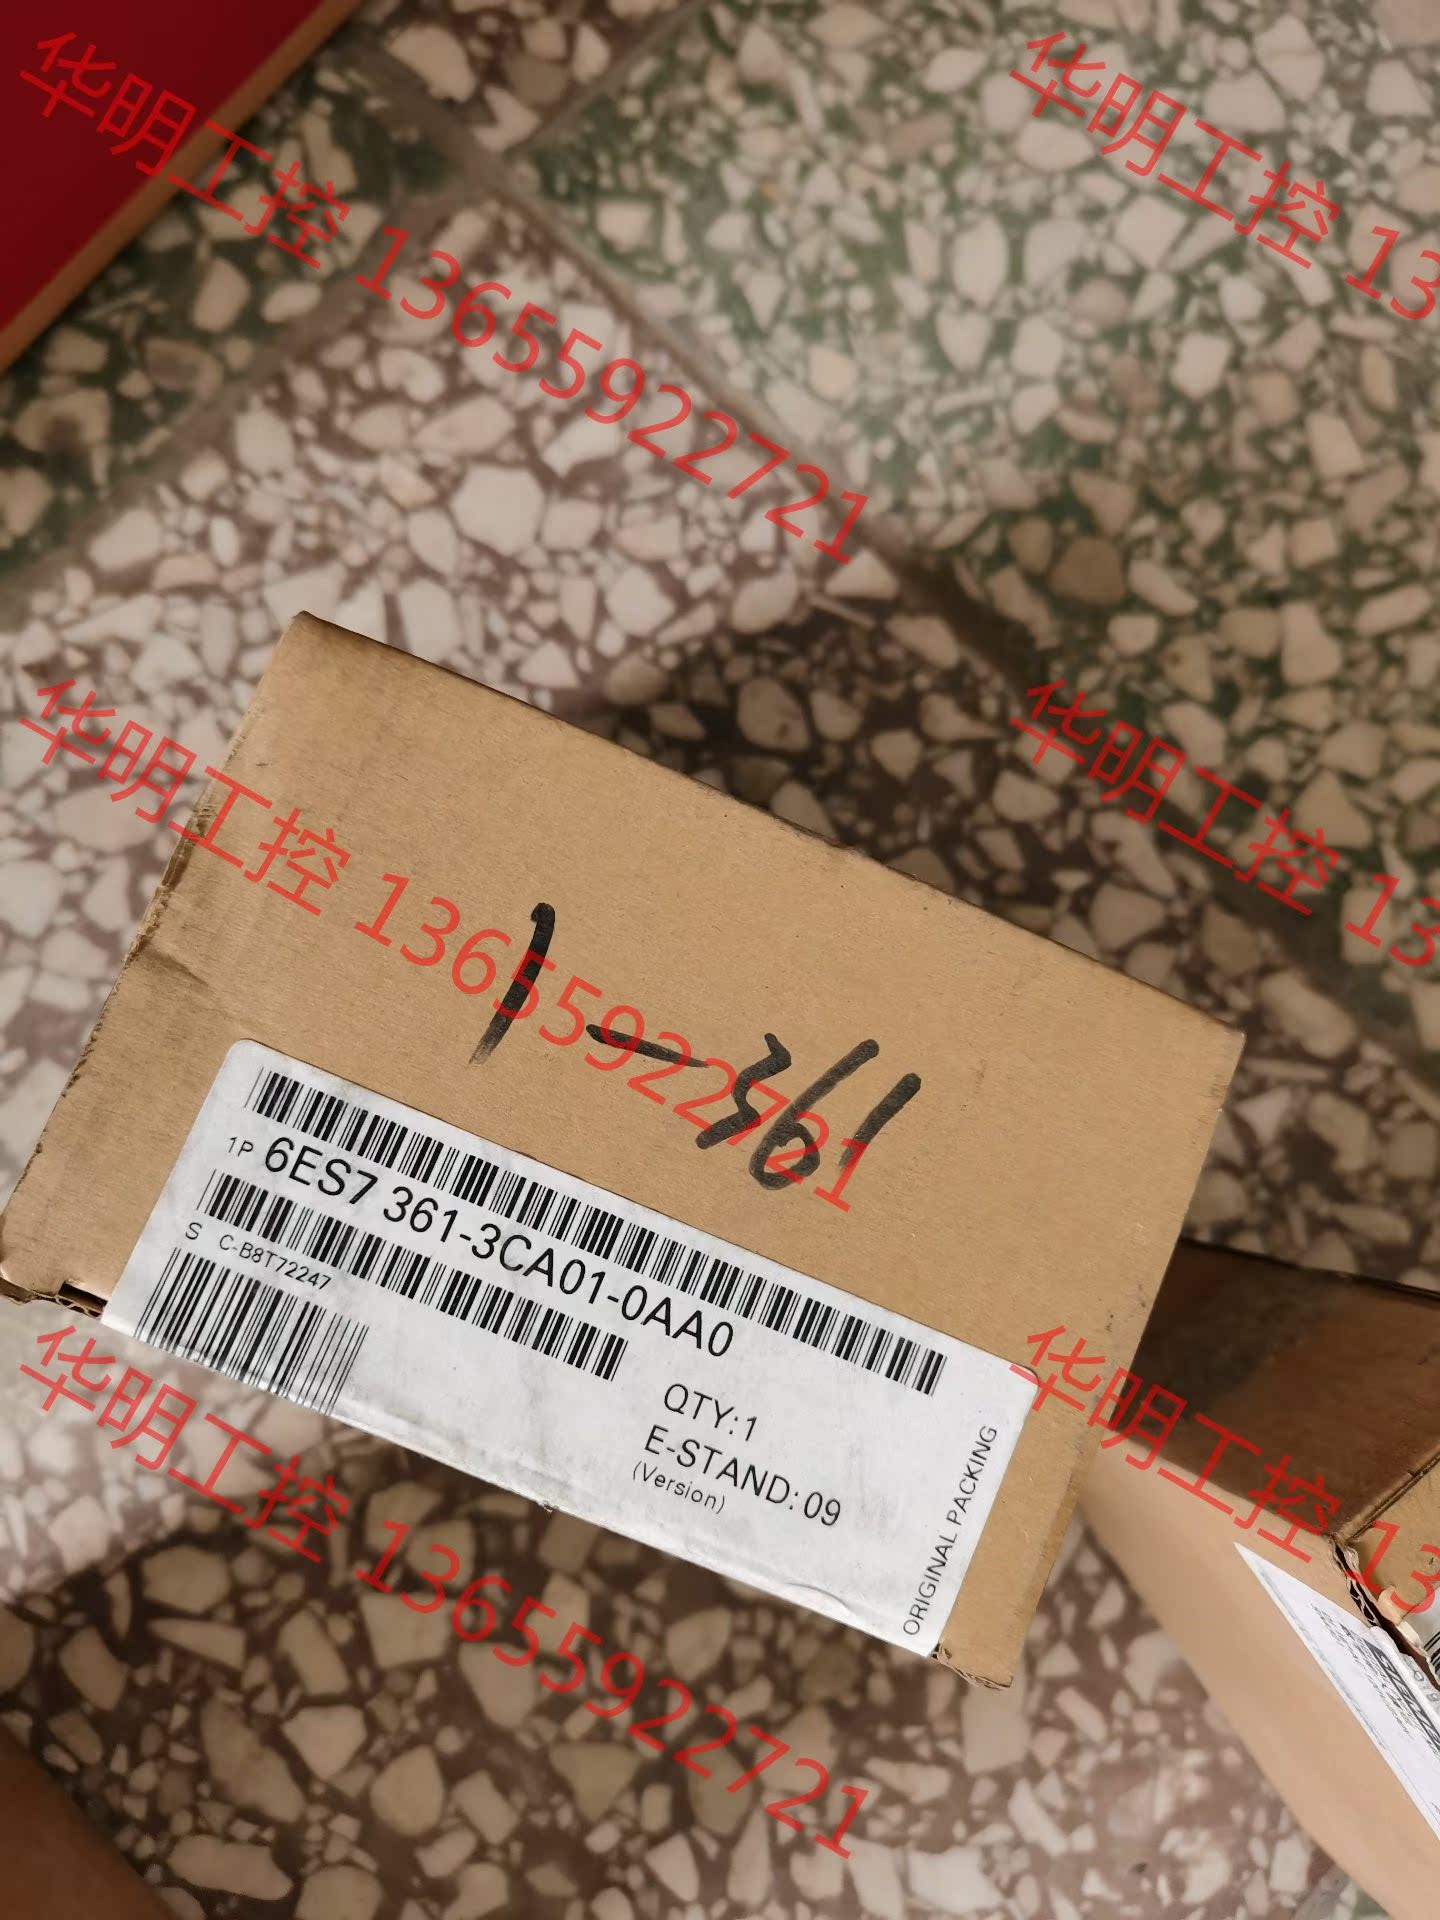 华明工控 13655922721
华明工控 13
华明工控 13655922721
华明工控 13
1-361
1P 6ES7 361-3CA01-0AA0
S C-B8T72247
QTY:1
E-STAND:09
(Version)
ORIGINAL PACKING
华明工控 13655922721
华明工控 13